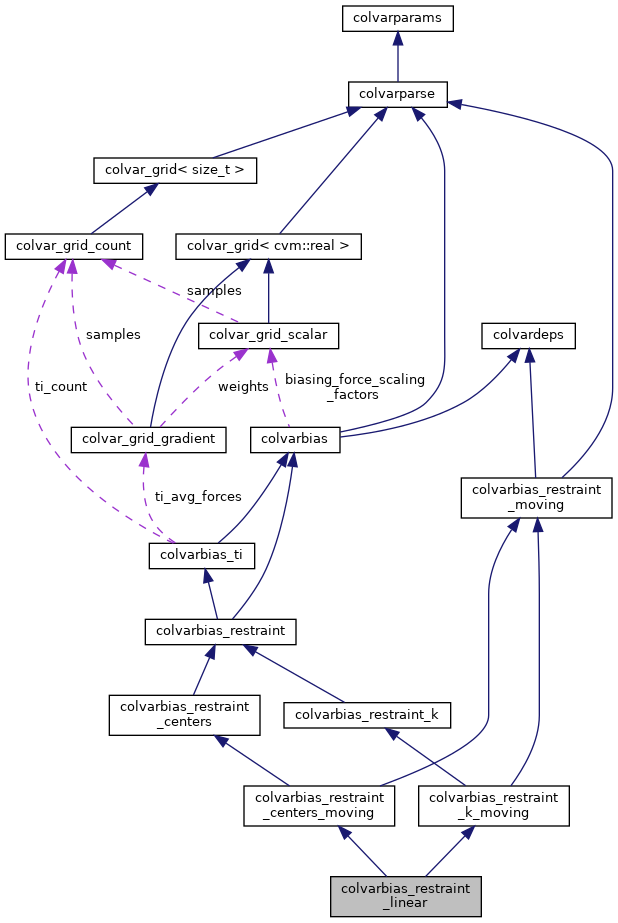 colvarparams
colvarparse
colvar_grid< size_t >
colvar_grid_count
colvar_grid< cvm::real >
samples
colvar_grid_scalar
colvardeps
samples
ti_count
weights
biasing_force_scaling
_factors
colvar_grid_gradient
colvarbias
ti_avg_forces
colvarbias_restraint
_moving
colvarbias_ti
colvarbias_restraint
colvarbias_restraint
_centers
colvarbias_restraint_k
colvarbias_restraint
_centers_moving
colvarbias_restraint
_k_moving
colvarbias_restraint
_linear